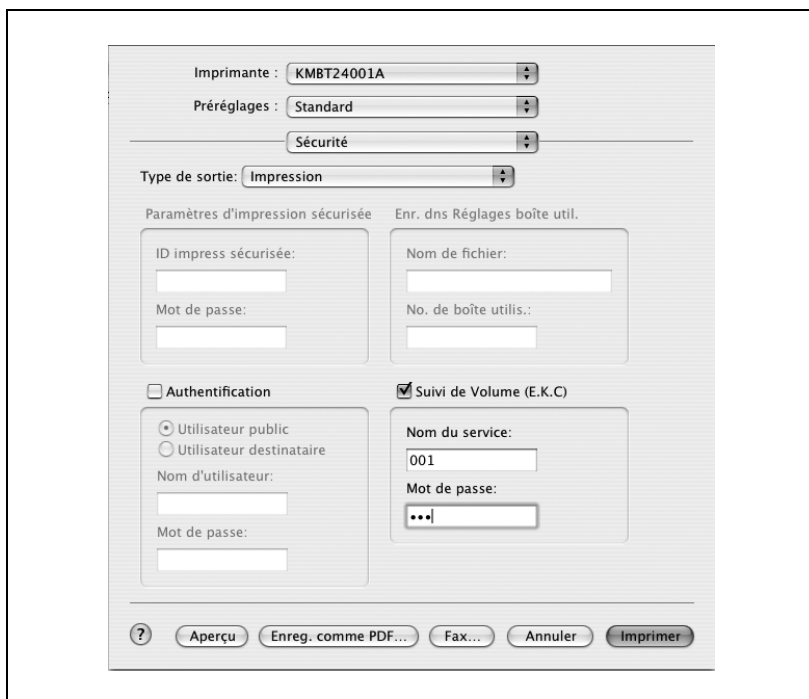 Imprimante : KMBT24001A
Préréglages : Standard
Sécurité
Type de sortie: Impression
Paramètres d'impression sécurisée
ID impress sécurisée:
Mot de passe:
Enr. dns Réglages boîte util.
Nom de fichier:
No. de boîte utilis.:
Authentification
Utilisateur public
Utilisateur destinataire
Nom d'utilisateur:
Mot de passe:
Suivi de Volume (E.K.C)
Nom du service:
001
Mot de passe:
•••
? Aperçu Enreg. comme PDF... Fax... Annuler Imprimer